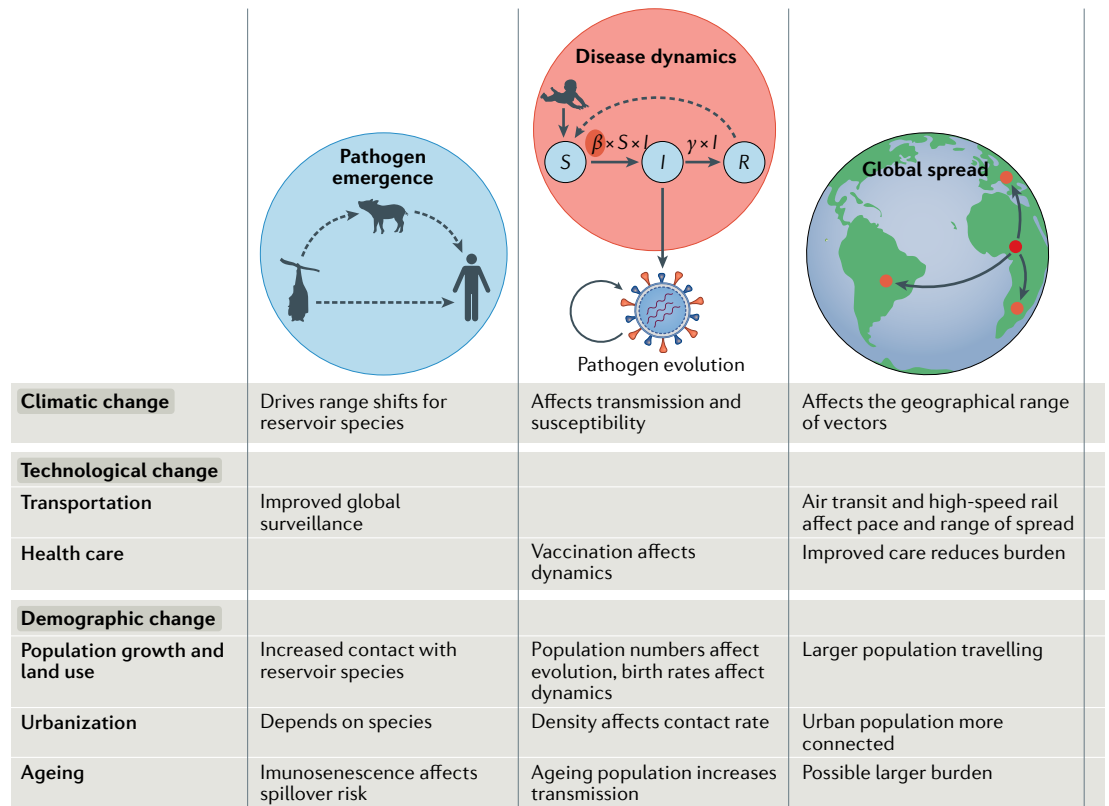 Disease dynamics
Pathogen
emergence
β × S × I
γ × I
S
I
R
Global spread
Pathogen evolution
Climatic change
Drives range shifts for
reservoir species
Affects transmission and
susceptibility
Affects the geographical range
of vectors
Technological change
Transportation
Improved global
surveillance
Air transit and high-speed rail
affect pace and range of spread
Health care
Vaccination affects
dynamics
Improved care reduces burden
Demographic change
Population growth and
land use
Increased contact with
reservoir species
Population numbers affect
evolution, birth rates affect
dynamics
Larger population travelling
Urbanization
Depends on species
Density affects contact rate
Urban population more
connected
Ageing
Imunosenescence affects
spillover risk
Ageing population increases
transmission
Possible larger burden